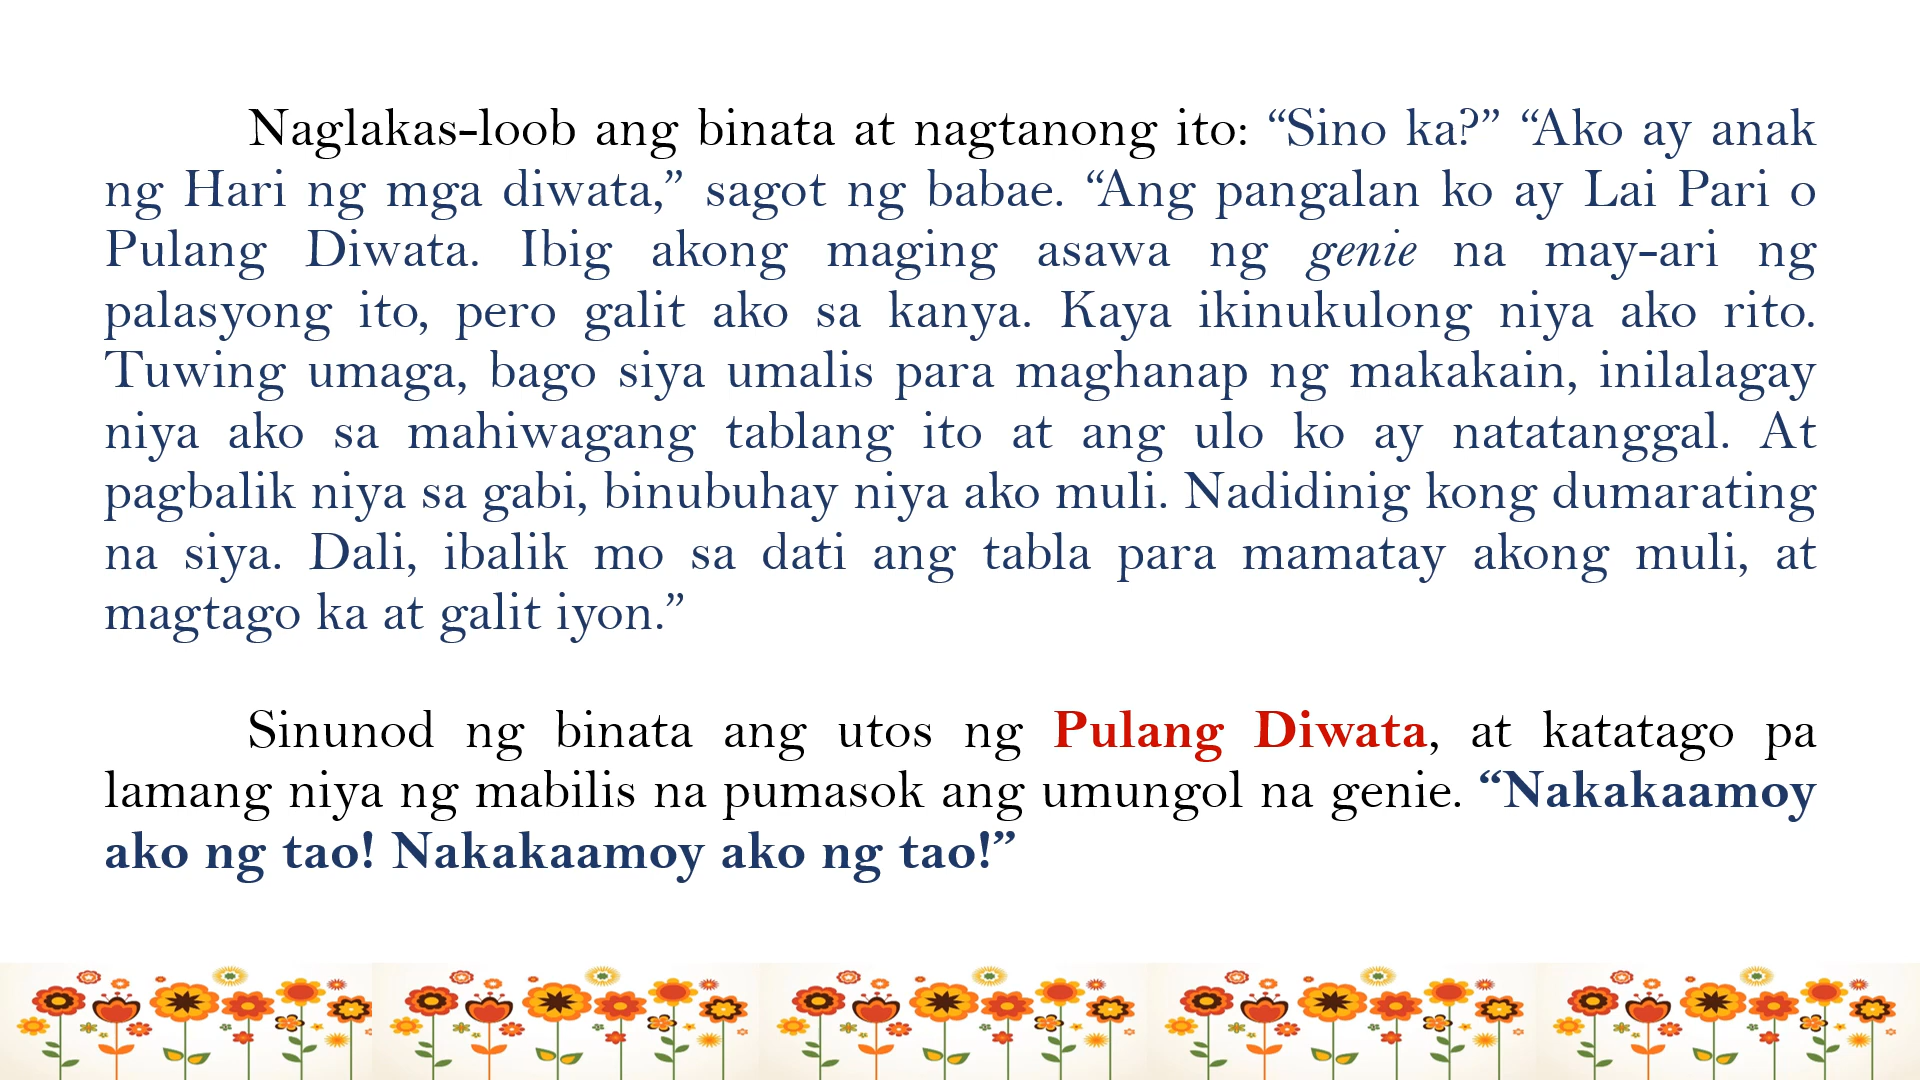 Naglakas-loob ang binata at nagtanong ito: “Sino ka?” “Ako ay anak
ng Hari ng mga diwata,” sagot ng babae. “Ang pangalan ko ay Lai Pari o
Pulang Diwata. Ibig akong maging asawa ng genie na may-ari ng
palasyong ito, pero galit ako sa kanya. Kaya ikinukulong niya ako rito.
Tuwing umaga, bago siya umalis para maghanap ng makakain, inilalagay
niya ako sa mahiwagang tablang ito at ang ulo ko ay natatanggal. At
pagbalik niya sa gabi, binubuhay niya ako muli. Nadidinig kong dumarating
na siya. Dali, ibalik mo sa dati ang tabla para mamatay akong muli, at
magtago ka at galit iyon.”
Sinunod ng binata ang utos ng Pulang Diwata, at katatago pa
lamang niya ng mabilis na pumasok ang umungol na genie. “Nakakaamoy
ako ng tao! Nakakaamoy ako ng tao!”